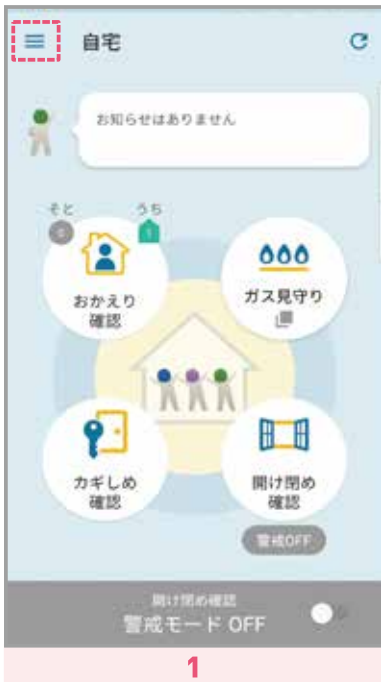 自宅
お知らせはありません
そと
うち
0
1
おかえり
確認
ガス見守り
カギしめ
確認
開け閉め
確認
警戒OFF
開け閉め確認
警戒モード OFF
1